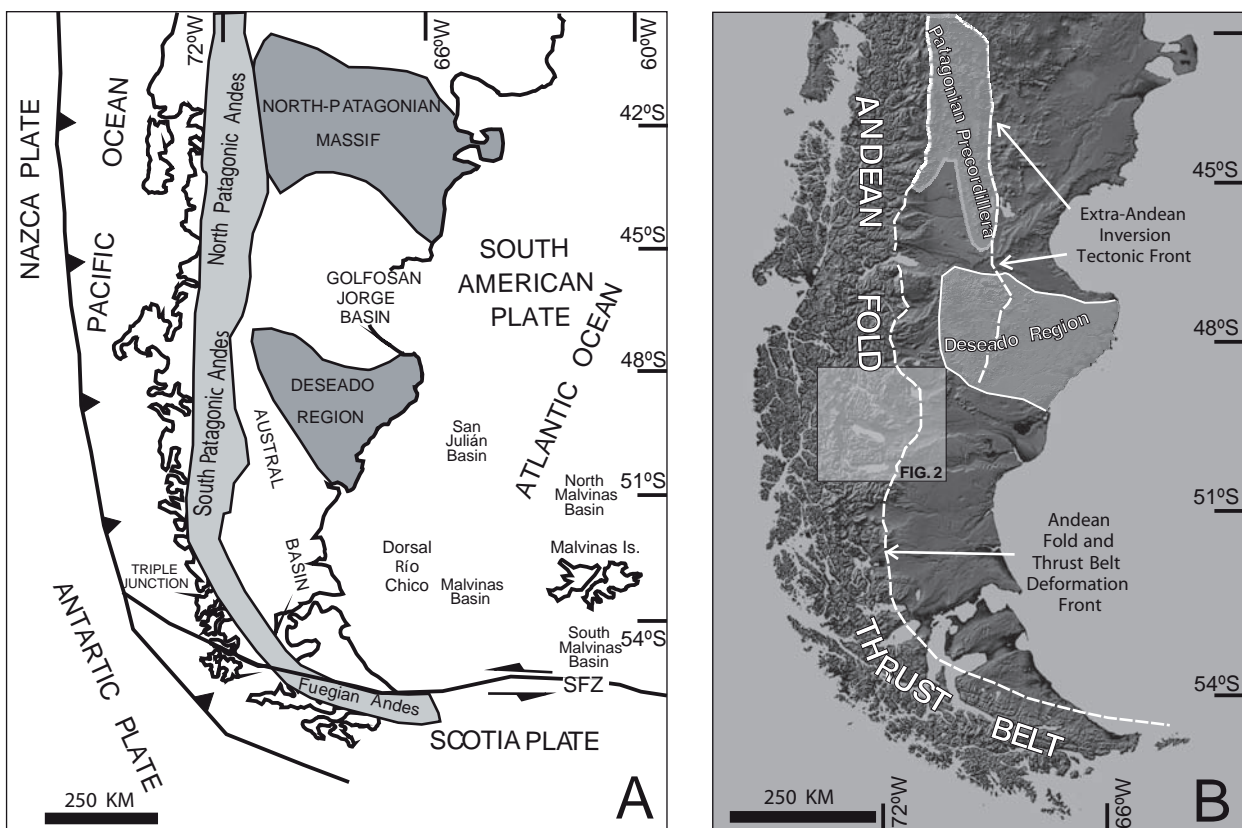 72ºW
66ºW
60ºW
NAZCA PLATE
PACIFIC OCEAN
North Patagonic Andes
NORTH-PATAGONIAN
MASSIF
42ºS
45ºS
SOUTH
AMERICAN
PLATE
GOLFOSAN
JORGE
BASIN
ATLANTIC OCEAN
48ºS
South Patagonic Andes
DESEADO
REGION
AUSTRAL
BASIN
San
Julián
Basin
51ºS
North
Malvinas
Basin
Dorsal
Río
Chico
Malvinas
Basin
Malvinas Is.
TRIPLE
JUNCTION
ANTARTIC PLATE
54ºS
South
Malvinas
Basin
SFZ
Fuegian Andes
SCOTIA PLATE
250 KM
A
Patagonian Precordillera
ANDEAN
FOLD
THRUST
BELT
45ºS
Extra-Andean
Inversion
Tectonic Front
Deseado Region
48ºS
FIG. 2
51ºS
Andean
Fold and
Thrust Belt
Deformation
Front
54ºS
250 KM
72ºW
66ºW
B